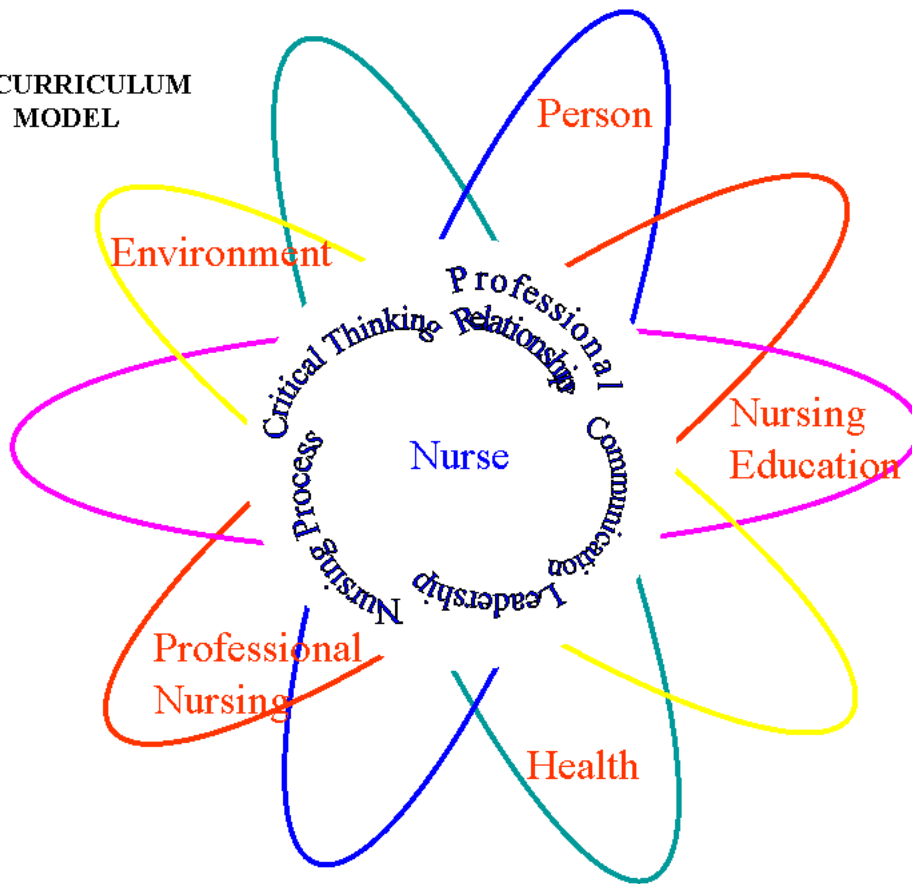 CURRICULUM
MODEL
Person
Environment
Professional
Relationship
Critical Thinking
Nursing
Education
Nurse
Communication
Nursing Process
Leadership
Professional
Nursing
Health